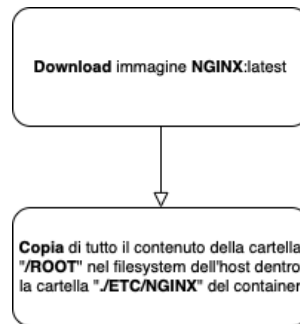 Download immagine NGINX:latest
Copia di tutto il contenuto della cartella
"/ROOT" nel filesystem dell'host dentro
la cartella "./ETC/NGINX" del container